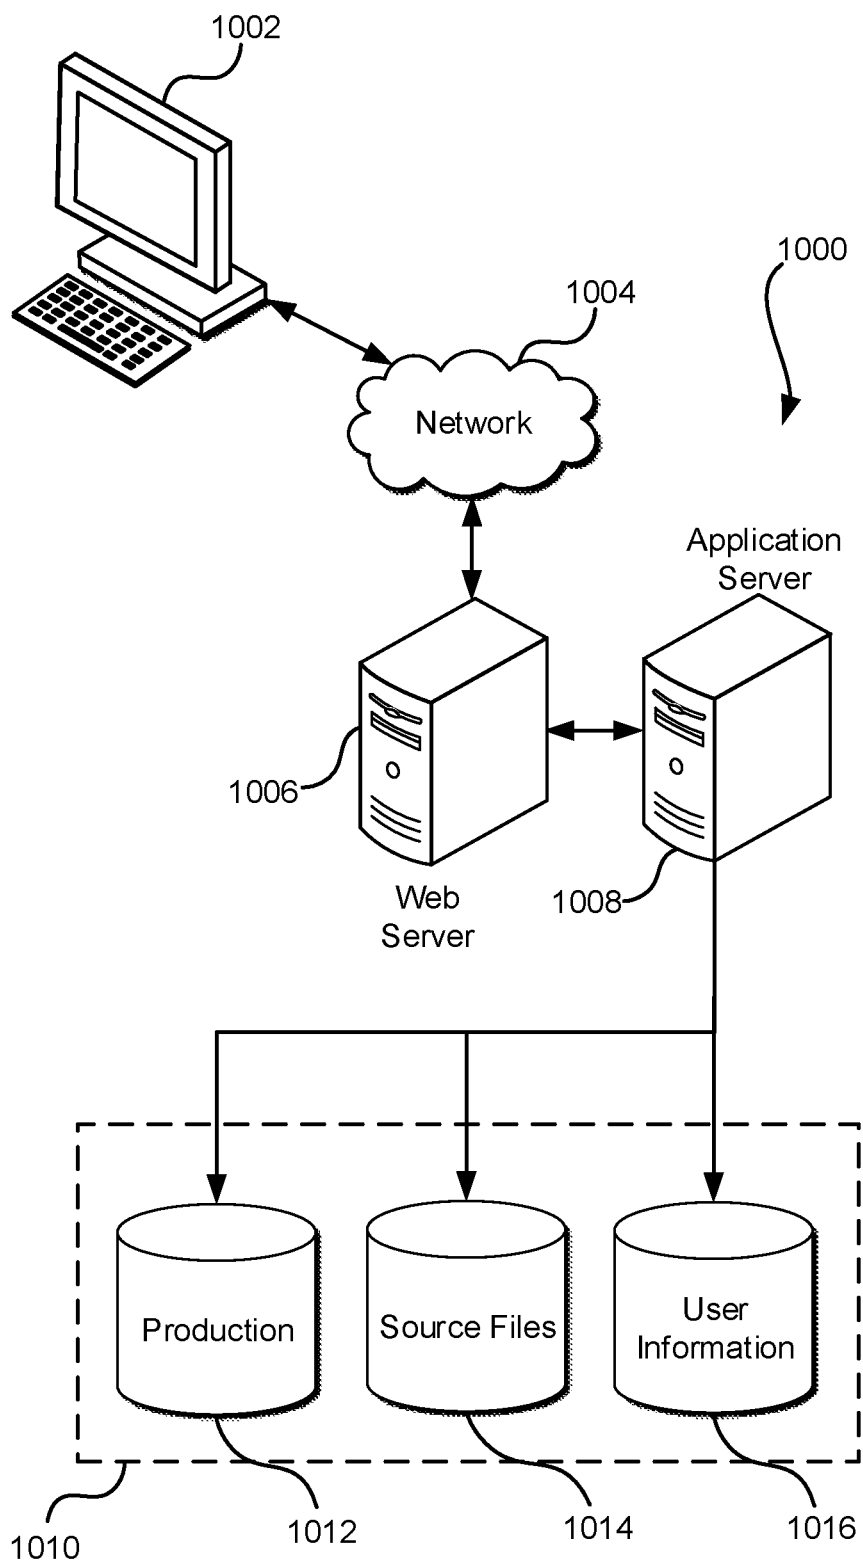 1002
1000
1004
Network
Application
Server
1006
1008
Web
Server
Production
Source Files
User
Information
1010
1012
1014
1016